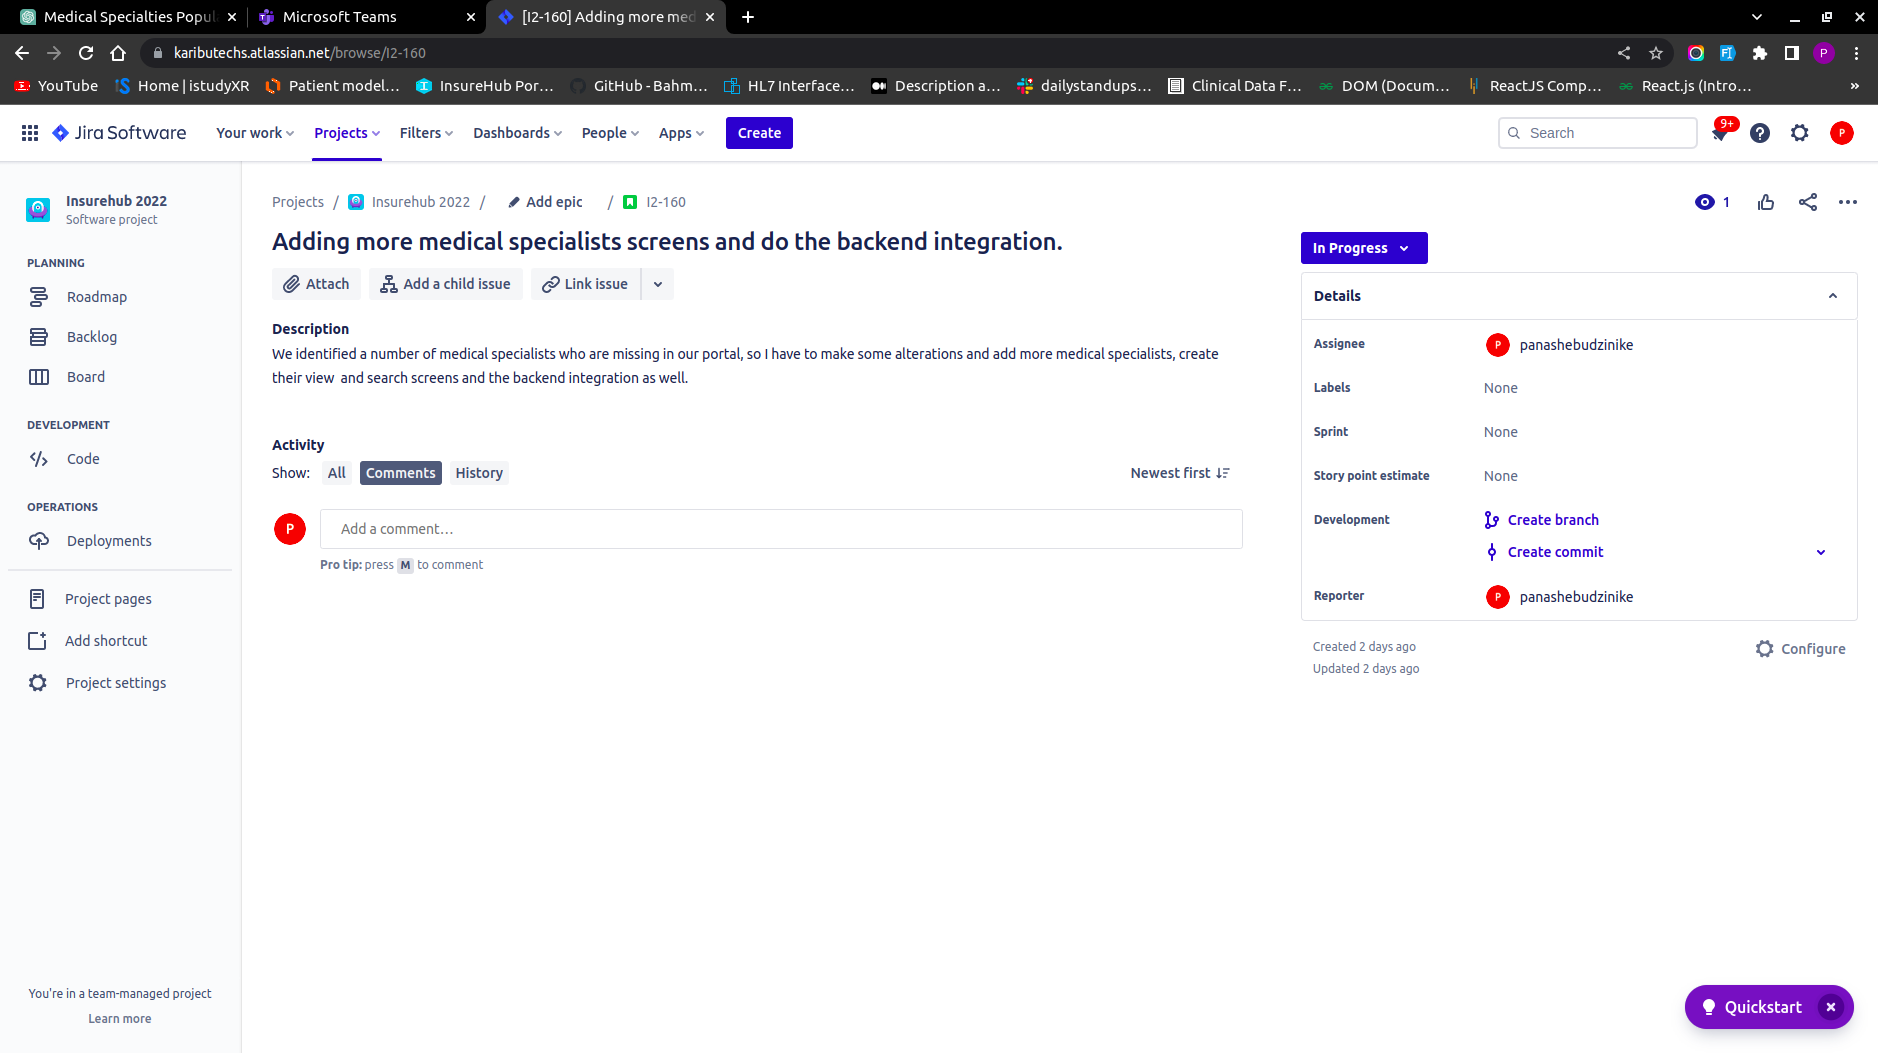 Medical Specialties Popul
Microsoft Teams
[I2-160] Adding more med
karibut​echs.atlassian.net/browse/I2-160
P
YouTube
Home | istudyXR
Patient model...
InsureHub Por...
GitHub - Bahm...
HL7 Interface...
Description a...
dailystandups...
Clinical Data F...
DOM (Docum...
ReactJS Comp...
React.js (Intro...
»
Jira Software
Your work
Projects
Filters
Dashboards
People
Apps
Create
Search
9+
P
Insurehub 2022
Software project
PLANNING
Roadmap
Backlog
Board
DEVELOPMENT
Code
OPERATIONS
Deployments
Project pages
Add shortcut
Project settings
You're in a team-managed project
Learn more
Projects / Insurehub 2022 / Add epic / I2-160
1
Adding more medical specialists screens and do the backend integration.
Attach
Add a child issue
Link issue
Description
We identified a number of medical specialists who are missing in our portal, so I have to make some alterations and add more medical specialists, create
their view and search screens and the backend integration as well.
Activity
Show: All Comments History
Newest first
P
Add a comment...
Pro tip: press M to comment
In Progress
Details
Assignee
P panashebudzinike
Labels
None
Sprint
None
Story point estimate
None
Development
Create branch
Create commit
Reporter
P panashebudzinike
Created 2 days ago
Updated 2 days ago
Configure
Quickstart